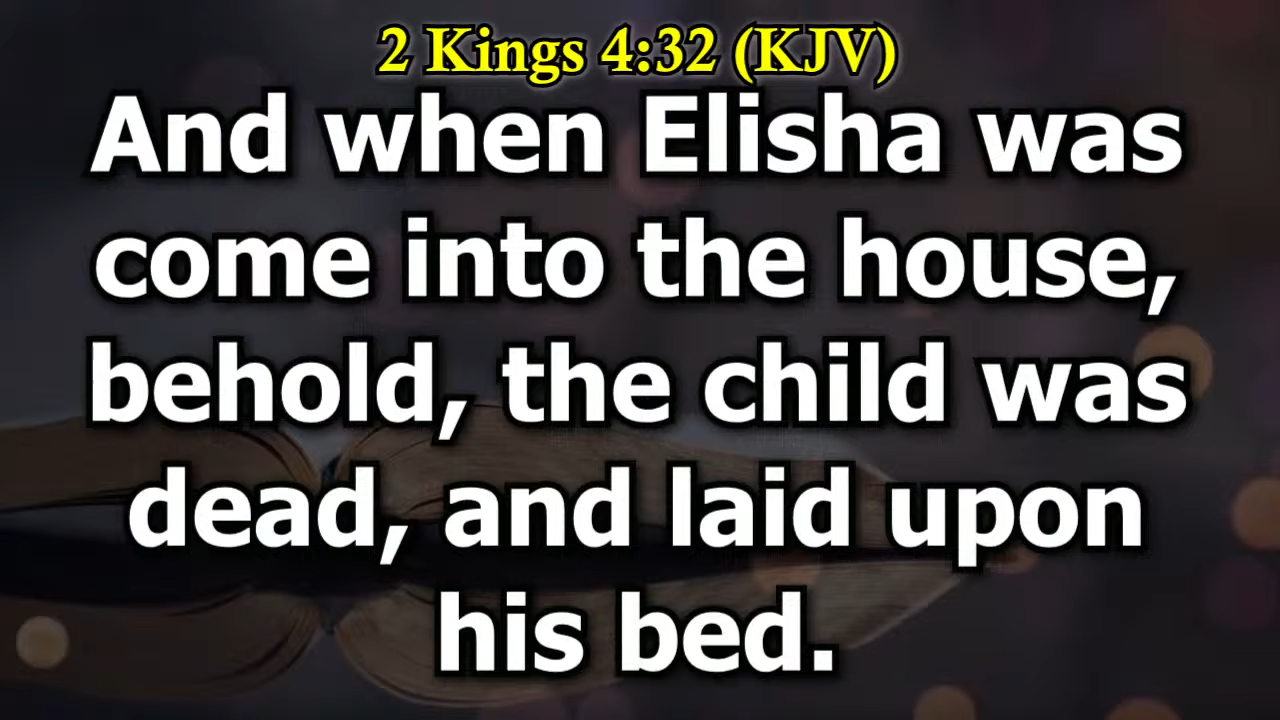 2 Kings 4:32 (KJV)
And when Elisha was
come into the house,
behold, the child was
dead, and laid upon
his bed.